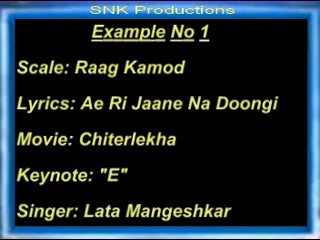 SNK Productions
Example No 1
Scale: Raag Kamod
Lyrics: Ae Ri Jaane Na Doongi
Movie: Chiterlekha
Keynote: "E"
Singer: Lata Mangeshkar